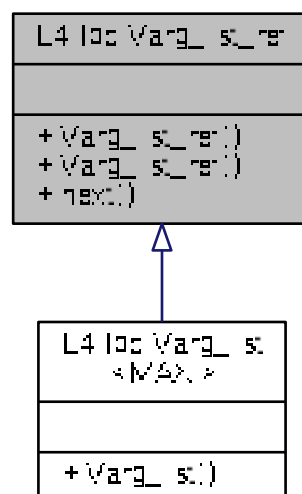 L4 Ipc Varg_ st_ref
+ Varg_ st_ref()
+ Varg_ st_ref()
+ next()
L4 Ipc Varg_ st
< MAX >
+ Varg_ st()